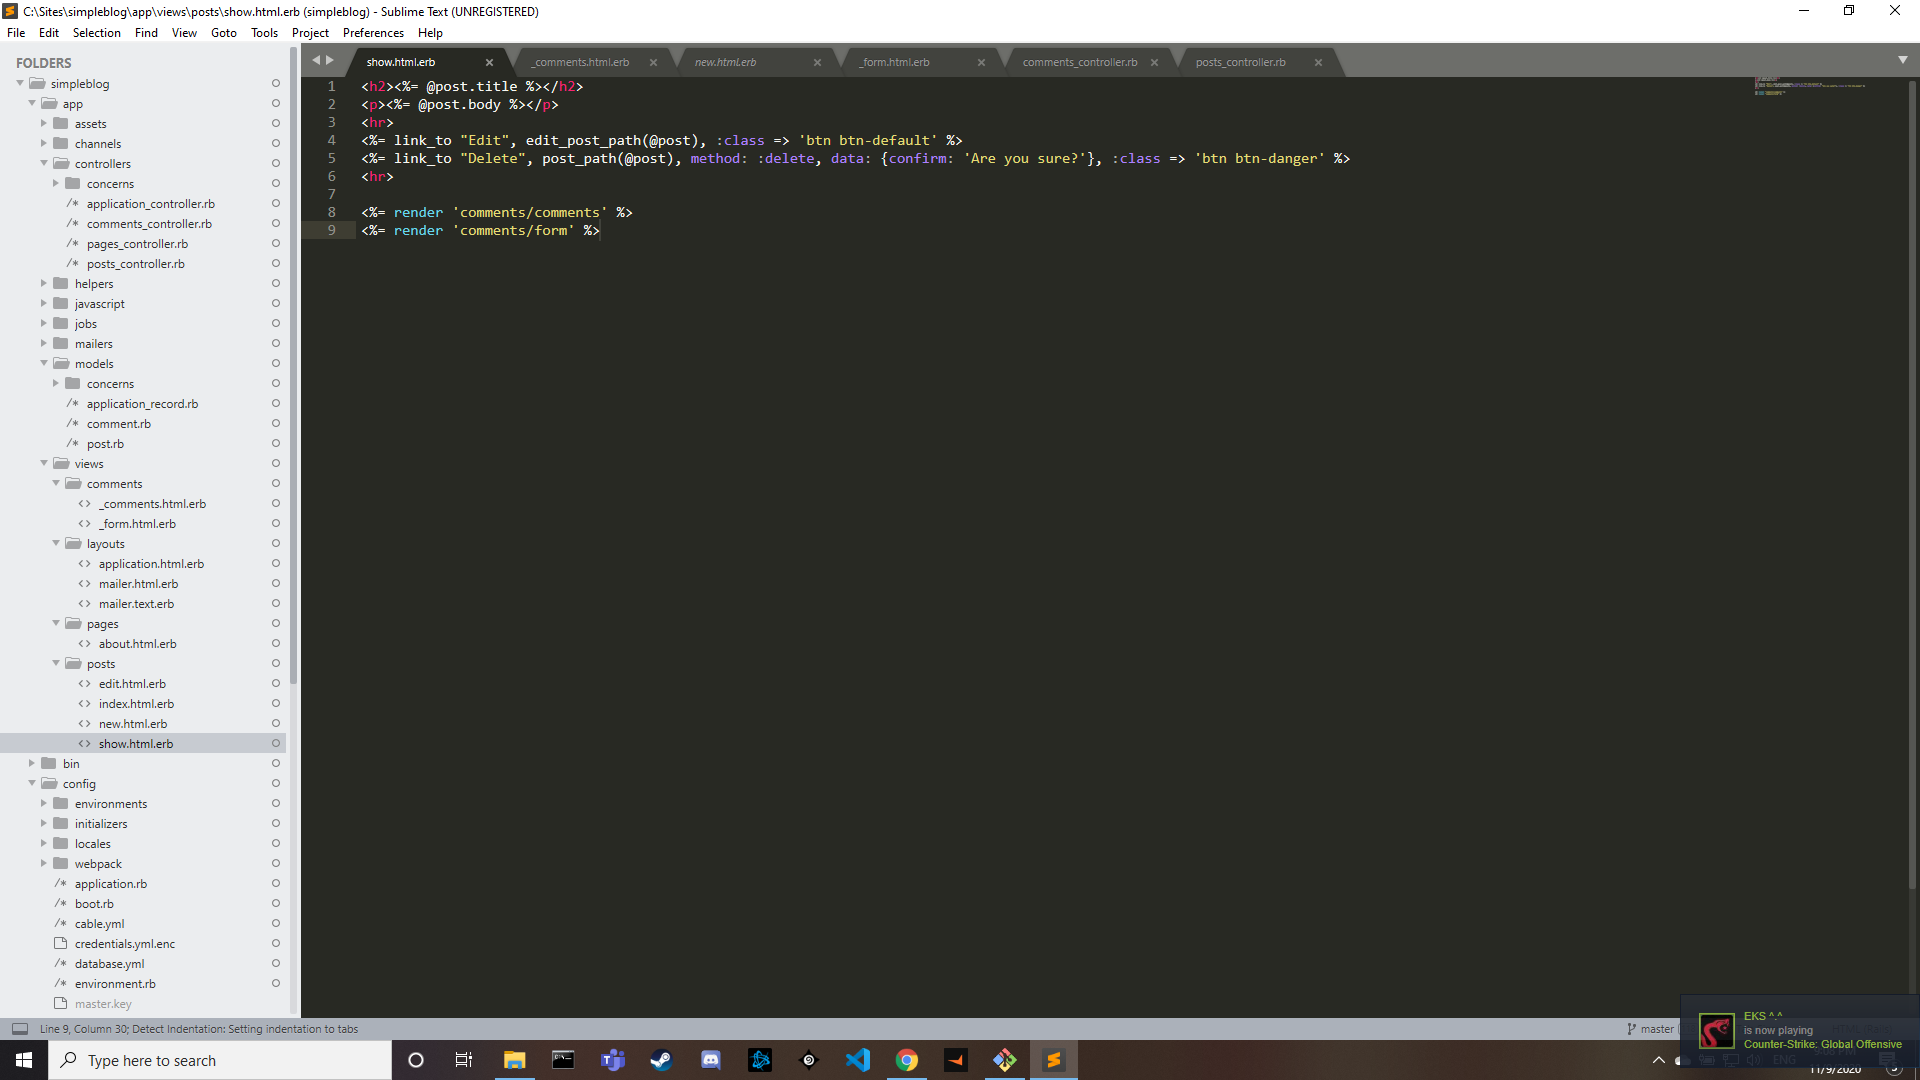 C:\Sites\simpleblog\app\views\posts\show.html.erb (simpleblog) - Sublime Text (UNREGISTERED)
File Edit Selection Find View Goto Tools Project Preferences Help
FOLDERS
simpleblog
app
assets
channels
controllers
concerns
/* application_controller.rb
/* comments_controller.rb
/* pages_controller.rb
/* posts_controller.rb
helpers
javascript
jobs
mailers
models
concerns
/* application_record.rb
/* comment.rb
/* post.rb
views
comments
<> _comments.html.erb
<> _form.html.erb
layouts
<> application.html.erb
<> mailer.html.erb
<> mailer.text.erb
pages
<> about.html.erb
posts
<> edit.html.erb
<> index.html.erb
<> new.html.erb
<> show.html.erb
bin
config
environments
initializers
locales
webpack
/* application.rb
/* boot.rb
/* cable.yml
credentials.yml.enc
/* database.yml
/* environment.rb
master.key
show.html.erb _comments.html.erb new.html.erb _form.html.erb comments_controller.rb posts_controller.rb
1 <h2><%= @post.title %></h2>
2 <p><%= @post.body %></p>
3 <hr>
4 <%= link_to "Edit", edit_post_path(@post), :class => 'btn btn-default' %>
5 <%= link_to "Delete", post_path(@post), method: :delete, data: {confirm: 'Are you sure?'}, :class => 'btn btn-danger' %>
6 <hr>
7
8 <%= render 'comments/comments' %>
9 <%= render 'comments/form' %>
Line 9, Column 30; Detect Indentation: Setting indentation to tabs
master
EKS ^.^
is now playing
Counter-Strike: Global Offensive
Type here to search
ENG
11/9/2020